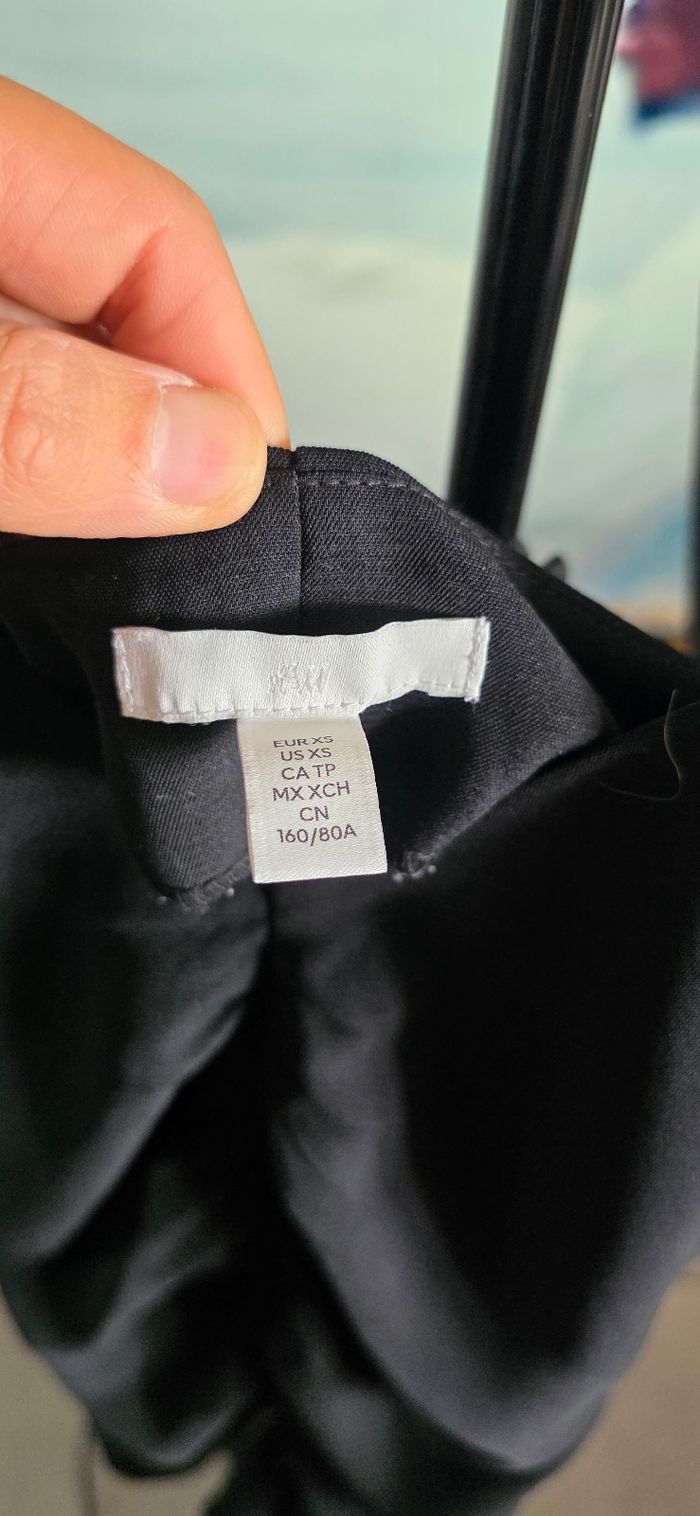 H&M
EUR XS
US XS
CA TP
MX XCH
CN
160/80A